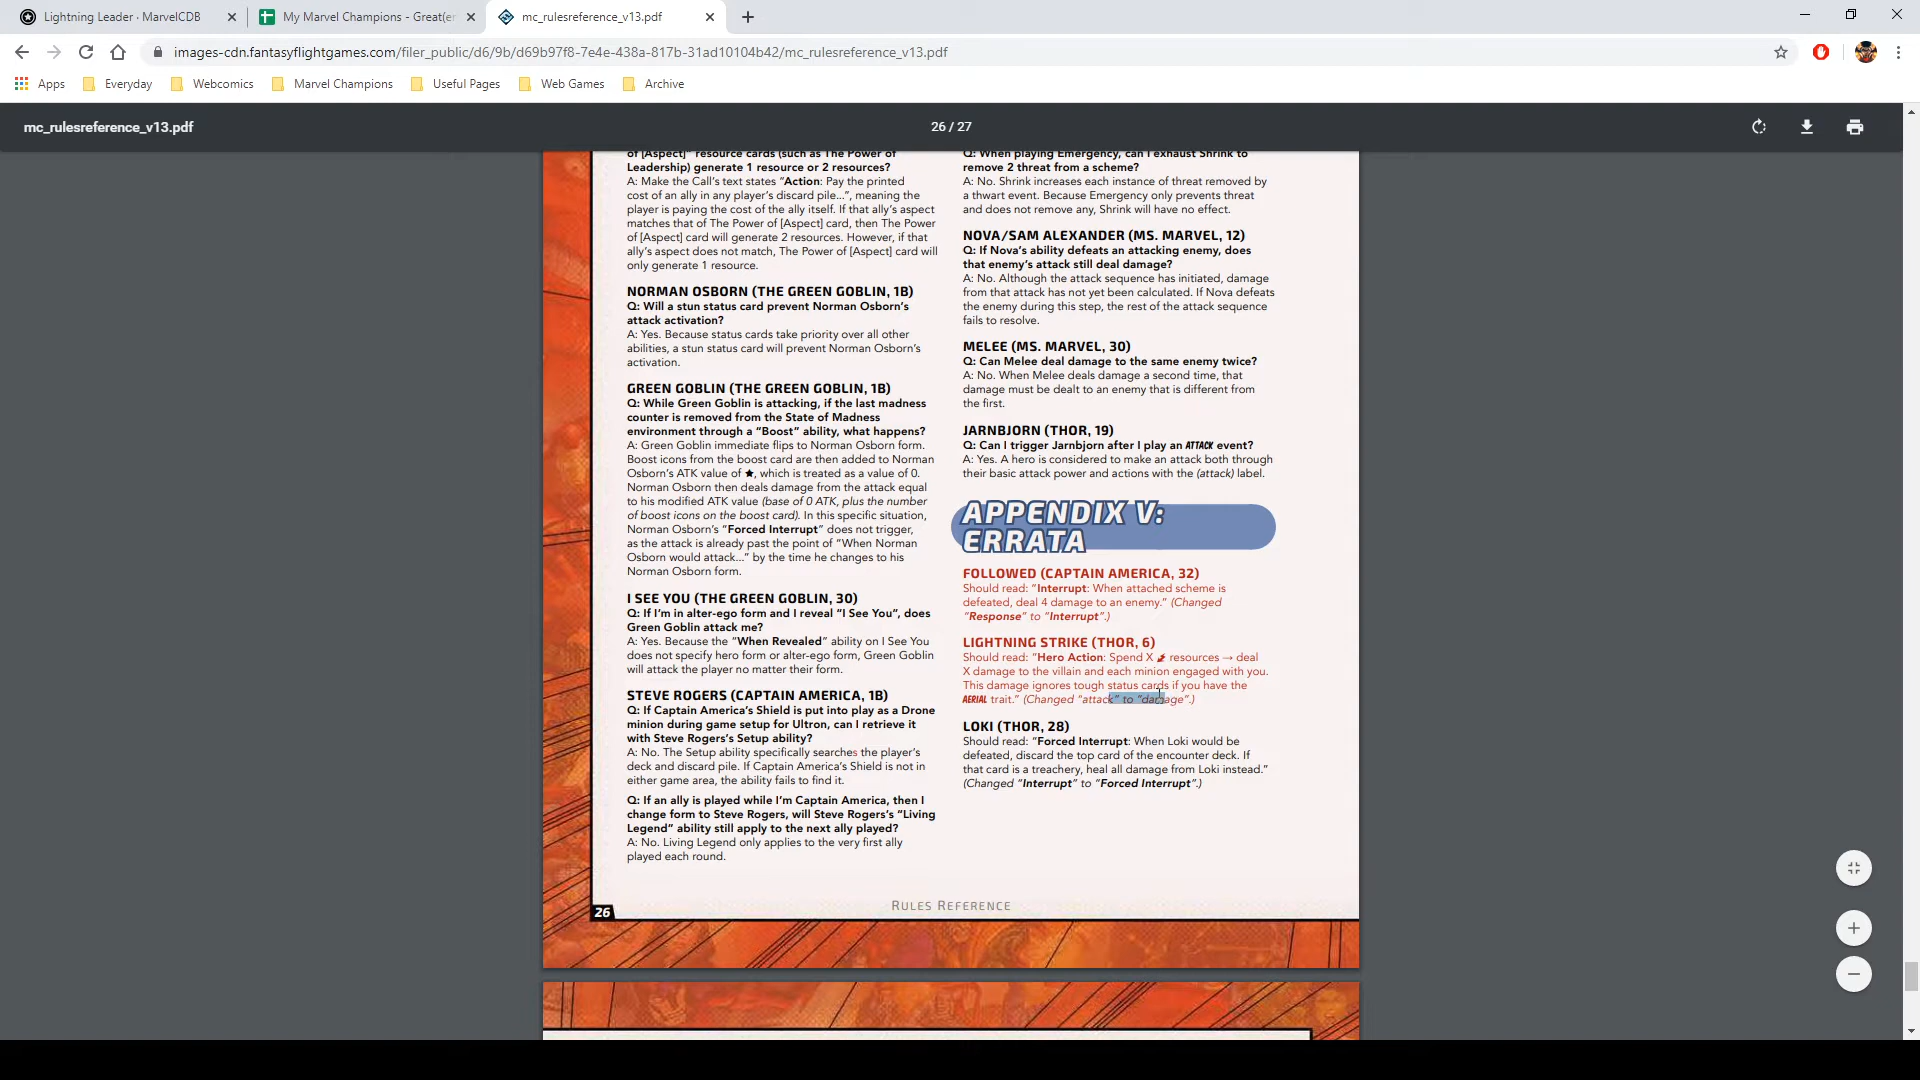 Lightning Leader · MarvelCDB
My Marvel Champions - Great(er
mc_rulesreference_v13.pdf
images-cdn.fantasyflightgames.com/filer_public/d6/9b/d69b97f8-7e4e-438a-817b-31ad10104b42/mc_rulesreference_v13.pdf
Apps
Everyday
Webcomics
Marvel Champions
Useful Pages
Web Games
Archive
mc_rulesreference_v13.pdf
26 / 27
of [Aspect]” resource cards (such as The Power of
Leadership) generate 1 resource or 2 resources?
A: Make the Call’s text states “Action: Pay the printed
cost of an ally in any player’s discard pile...”, meaning the
player is paying the cost of the ally itself. If that ally’s aspect
matches that of The Power of [Aspect] card, then The Power
of [Aspect] card will generate 2 resources. However, if that
ally’s aspect does not match, The Power of [Aspect] card will
only generate 1 resource.
NORMAN OSBORN (THE GREEN GOBLIN, 1B)
Q: Will a stun status card prevent Norman Osborn’s
attack activation?
A: Yes. Because status cards take priority over all other
abilities, a stun status card will prevent Norman Osborn’s
activation.
GREEN GOBLIN (THE GREEN GOBLIN, 1B)
Q: While Green Goblin is attacking, if the last madness
counter is removed from the State of Madness
environment through a “Boost” ability, what happens?
A: Green Goblin immediate flips to Norman Osborn form.
Boost icons from the boost card are then added to Norman
Osborn’s ATK value of ★, which is treated as a value of 0.
Norman Osborn then deals damage from the attack equal
to his modified ATK value (base of 0 ATK, plus the number
of boost icons on the boost card). In this specific situation,
Norman Osborn’s “Forced Interrupt” does not trigger,
as the attack is already past the point of “When Norman
Osborn would attack...” by the time he changes to his
Norman Osborn form.
I SEE YOU (THE GREEN GOBLIN, 30)
Q: If I’m in alter-ego form and I reveal “I See You”, does
Green Goblin attack me?
A: Yes. Because the “When Revealed” ability on I See You
does not specify hero form or alter-ego form, Green Goblin
will attack the player no matter their form.
STEVE ROGERS (CAPTAIN AMERICA, 1B)
Q: If Captain America’s Shield is put into play as a Drone
minion during game setup for Ultron, can I retrieve it
with Steve Rogers’s Setup ability?
A: No. The Setup ability specifically searches the player’s
deck and discard pile. If Captain America’s Shield is not in
either game area, the ability fails to find it.
Q: If an ally is played while I’m Captain America, then I
change form to Steve Rogers, will Steve Rogers’s “Living
Legend” ability still apply to the next ally played?
A: No. Living Legend only applies to the very first ally
played each round.
Q: When playing Emergency, can I exhaust Shrink to
remove 2 threat from a scheme?
A: No. Shrink increases each instance of threat removed by
a thwart event. Because Emergency only prevents threat
and does not remove any, Shrink will have no effect.
NOVA/SAM ALEXANDER (MS. MARVEL, 12)
Q: If Nova’s ability defeats an attacking enemy, does
that enemy’s attack still deal damage?
A: No. Although the attack sequence has initiated, damage
from that attack has not yet been calculated. If Nova defeats
the enemy during this step, the rest of the attack sequence
fails to resolve.
MELEE (MS. MARVEL, 30)
Q: Can Melee deal damage to the same enemy twice?
A: No. When Melee deals damage a second time, that
damage must be dealt to an enemy that is different from
the first.
JARNBJORN (THOR, 19)
Q: Can I trigger Jarnbjorn after I play an ATTACK event?
A: Yes. A hero is considered to make an attack both through
their basic attack power and actions with the (attack) label.
APPENDIX V:
ERRATA
FOLLOWED (CAPTAIN AMERICA, 32)
Should read: “Interrupt: When attached scheme is
defeated, deal 4 damage to an enemy.” (Changed
“Response” to “Interrupt”.)
LIGHTNING STRIKE (THOR, 6)
Should read: “Hero Action: Spend X resources → deal
X damage to the villain and each minion engaged with you.
This damage ignores tough status cards if you have the
AERIAL trait.” (Changed “attack” to “damage”.)
LOKI (THOR, 28)
Should read: “Forced Interrupt: When Loki would be
defeated, discard the top card of the encounter deck. If
that card is a treachery, heal all damage from Loki instead.”
(Changed “Interrupt” to “Forced Interrupt”.)
26
RULES REFERENCE